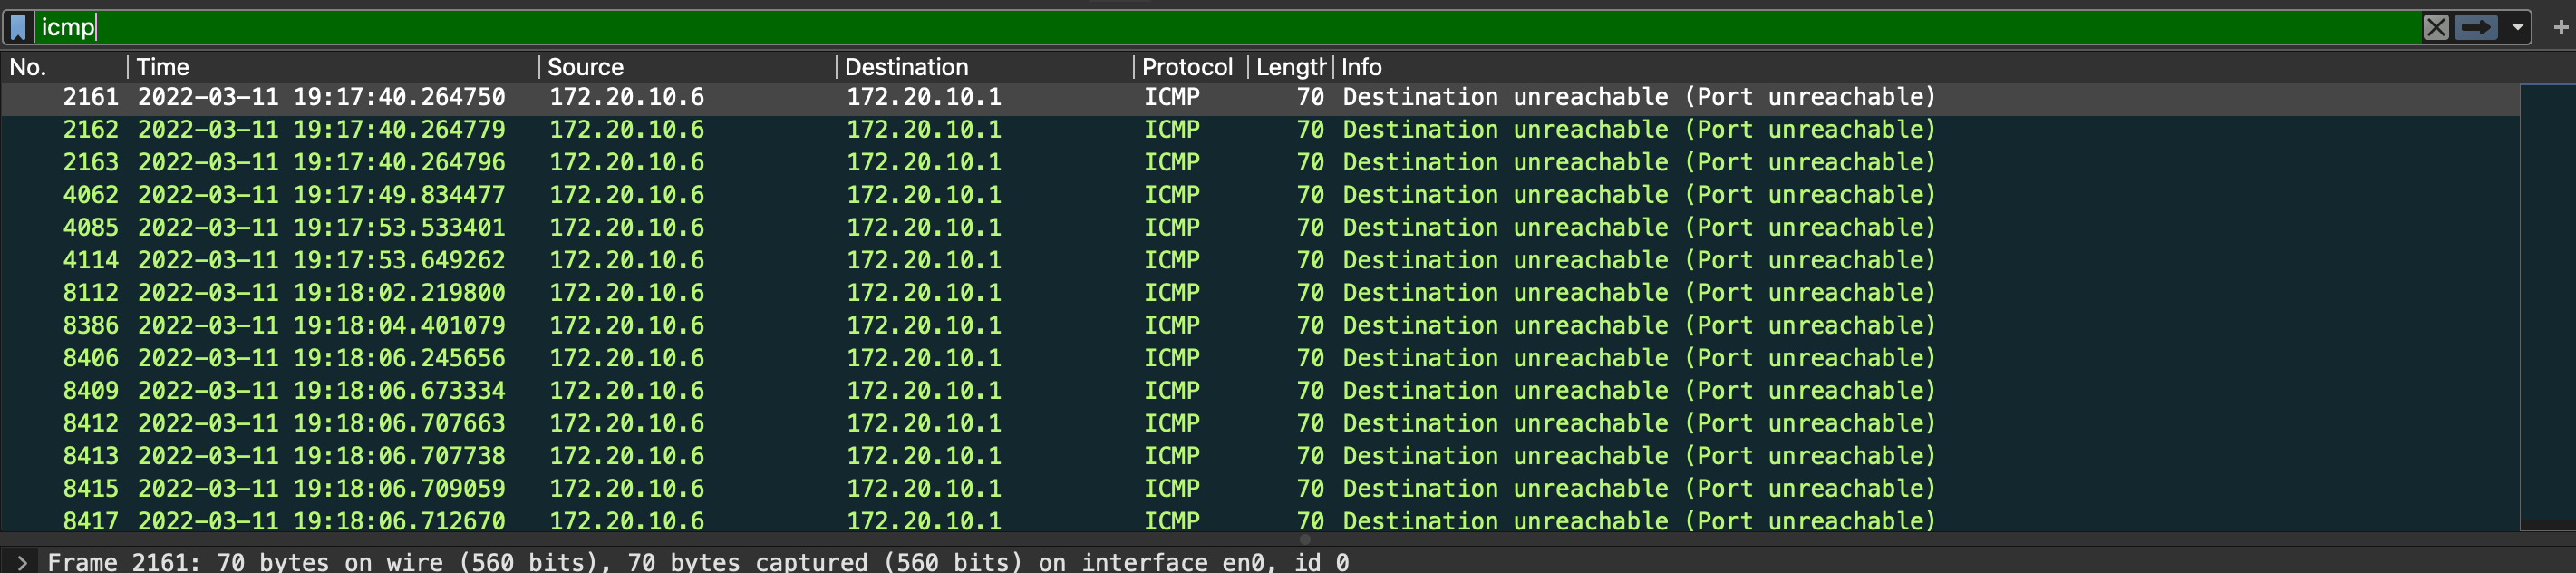 icmp
No. Time Source Destination Protocol Length Info
2161 2022-03-11 19:17:40.264750 172.20.10.6 172.20.10.1 ICMP 70 Destination unreachable (Port unreachable)
2162 2022-03-11 19:17:40.264779 172.20.10.6 172.20.10.1 ICMP 70 Destination unreachable (Port unreachable)
2163 2022-03-11 19:17:40.264796 172.20.10.6 172.20.10.1 ICMP 70 Destination unreachable (Port unreachable)
4062 2022-03-11 19:17:49.834477 172.20.10.6 172.20.10.1 ICMP 70 Destination unreachable (Port unreachable)
4085 2022-03-11 19:17:53.533401 172.20.10.6 172.20.10.1 ICMP 70 Destination unreachable (Port unreachable)
4114 2022-03-11 19:17:53.649262 172.20.10.6 172.20.10.1 ICMP 70 Destination unreachable (Port unreachable)
8112 2022-03-11 19:18:02.219800 172.20.10.6 172.20.10.1 ICMP 70 Destination unreachable (Port unreachable)
8386 2022-03-11 19:18:04.401079 172.20.10.6 172.20.10.1 ICMP 70 Destination unreachable (Port unreachable)
8406 2022-03-11 19:18:06.245656 172.20.10.6 172.20.10.1 ICMP 70 Destination unreachable (Port unreachable)
8409 2022-03-11 19:18:06.673334 172.20.10.6 172.20.10.1 ICMP 70 Destination unreachable (Port unreachable)
8412 2022-03-11 19:18:06.707663 172.20.10.6 172.20.10.1 ICMP 70 Destination unreachable (Port unreachable)
8413 2022-03-11 19:18:06.707738 172.20.10.6 172.20.10.1 ICMP 70 Destination unreachable (Port unreachable)
8415 2022-03-11 19:18:06.709059 172.20.10.6 172.20.10.1 ICMP 70 Destination unreachable (Port unreachable)
8417 2022-03-11 19:18:06.712670 172.20.10.6 172.20.10.1 ICMP 70 Destination unreachable (Port unreachable)
Frame 2161: 70 bytes on wire (560 bits), 70 bytes captured (560 bits) on interface en0, id 0